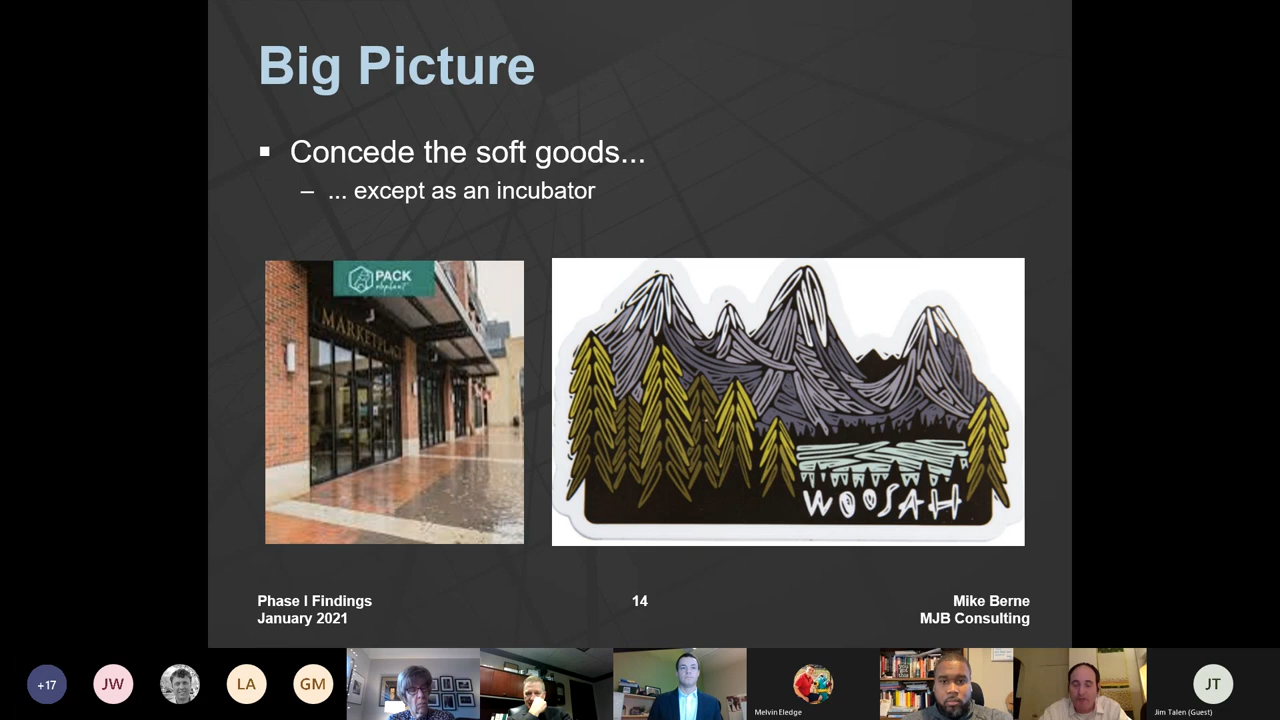 Big Picture
Concede the soft goods...
– ... except as an incubator
PACK
elephant
MARKETPLACE
WOOSAH
Phase I Findings
January 2021
14
Mike Berne
MJB Consulting
+17
JW
LA
GM
Melvin Eledge
Jim Talen (Guest)
JT